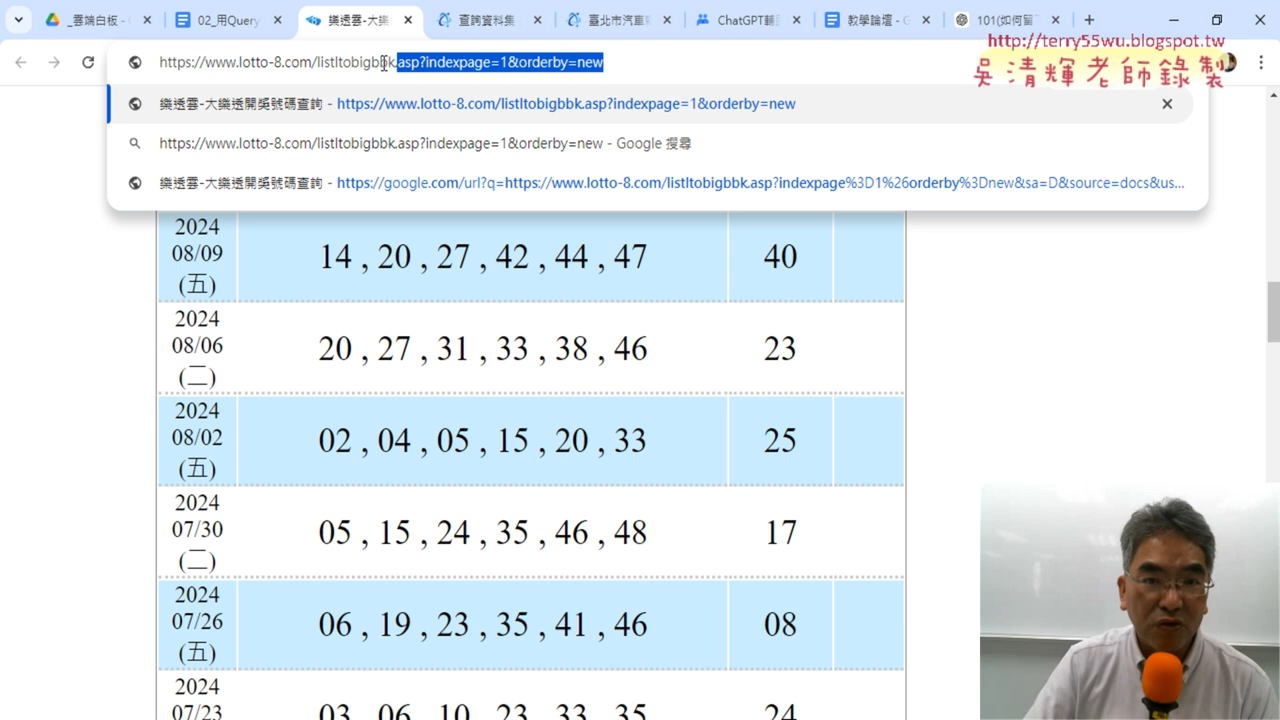 _雲端白板 - G
02_用Query
樂透雲-大樂
查詢資料集
臺北市汽車
ChatGPT輔
教學論壇 - G
101(如何留
http://terry55wu.blogspot.tw
吳清輝老師錄製
https://www.lotto-8.com/listltobigbbk.asp?indexpage=1&orderby=new
樂透雲-大樂透開獎號碼查詢 - https://www.lotto-8.com/listltobigbbk.asp?indexpage=1&orderby=new
https://www.lotto-8.com/listltobigbbk.asp?indexpage=1&orderby=new - Google 搜尋
樂透雲-大樂透開獎號碼查詢 - https://google.com/url?q=https://www.lotto-8.com/listltobigbbk.asp?indexpage%3D1%26orderby%3Dnew&sa=D&source=docs&us...
2024
08/09
(五)
14 , 20 , 27 , 42 , 44 , 47
40
2024
08/06
(二)
20 , 27 , 31 , 33 , 38 , 46
23
2024
08/02
(五)
02 , 04 , 05 , 15 , 20 , 33
25
2024
07/30
(二)
05 , 15 , 24 , 35 , 46 , 48
17
2024
07/26
(五)
06 , 19 , 23 , 35 , 41 , 46
08
2024
07/23
03 , 06 , 10 , 23 , 33 , 35
24